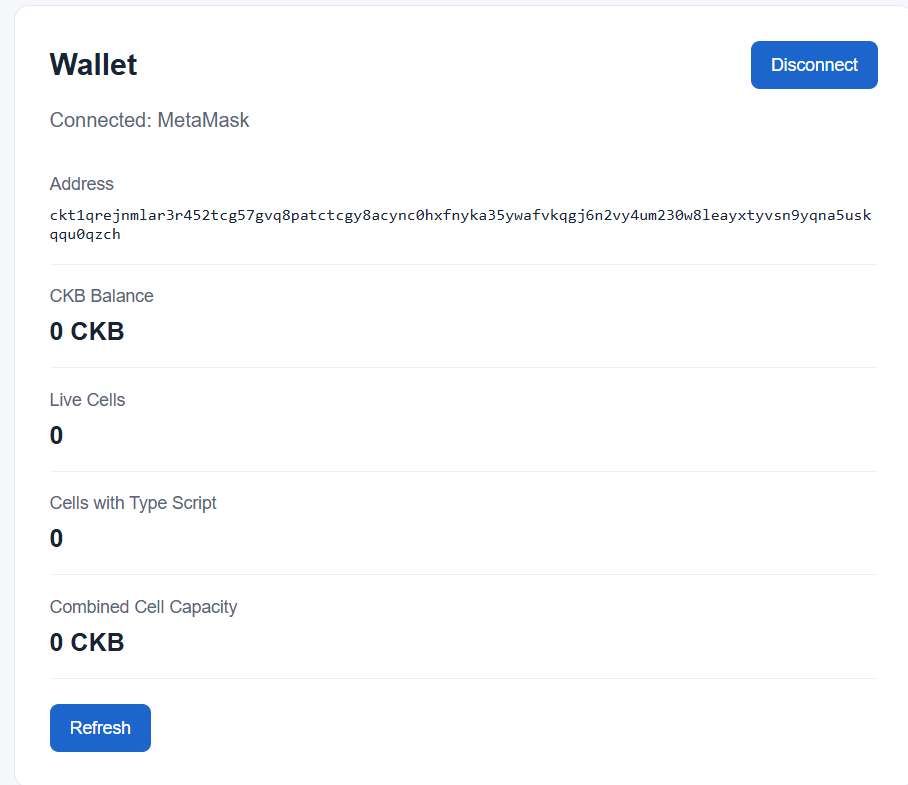 Wallet
Disconnect
Connected: MetaMask
Address
ckt1qrejnmlar3r452tcg57gvq8patctcgy8acync0hxfnyka35ywafvkqgj6n2vy4um230w8leayxtyvsn9yqna5usk
qqu0qzch
CKB Balance
0 CKB
Live Cells
0
Cells with Type Script
0
Combined Cell Capacity
0 CKB
Refresh